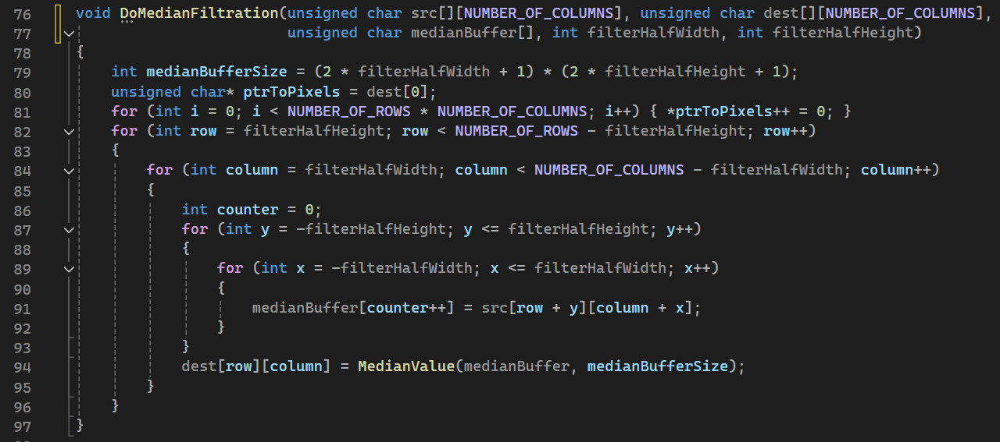 76 void DoMedianFiltration(unsigned char src[][NUMBER_OF_COLUMNS], unsigned char dest[][NUMBER_OF_COLUMNS],
77                         unsigned char medianBuffer[], int filterHalfWidth, int filterHalfHeight)
78 {
79     int medianBufferSize = (2 * filterHalfWidth + 1) * (2 * filterHalfHeight + 1);
80     unsigned char* ptrToPixels = dest[0];
81     for (int i = 0; i < NUMBER_OF_ROWS * NUMBER_OF_COLUMNS; i++) { *ptrToPixels++ = 0; }
82     for (int row = filterHalfHeight; row < NUMBER_OF_ROWS - filterHalfHeight; row++)
83     {
84         for (int column = filterHalfWidth; column < NUMBER_OF_COLUMNS - filterHalfWidth; column++)
85         {
86             int counter = 0;
87             for (int y = -filterHalfHeight; y <= filterHalfHeight; y++)
88             {
89                 for (int x = -filterHalfWidth; x <= filterHalfWidth; x++)
90                 {
91                     medianBuffer[counter++] = src[row + y][column + x];
92                 }
93             }
94             dest[row][column] = MedianValue(medianBuffer, medianBufferSize);
95         }
96     }
97 }